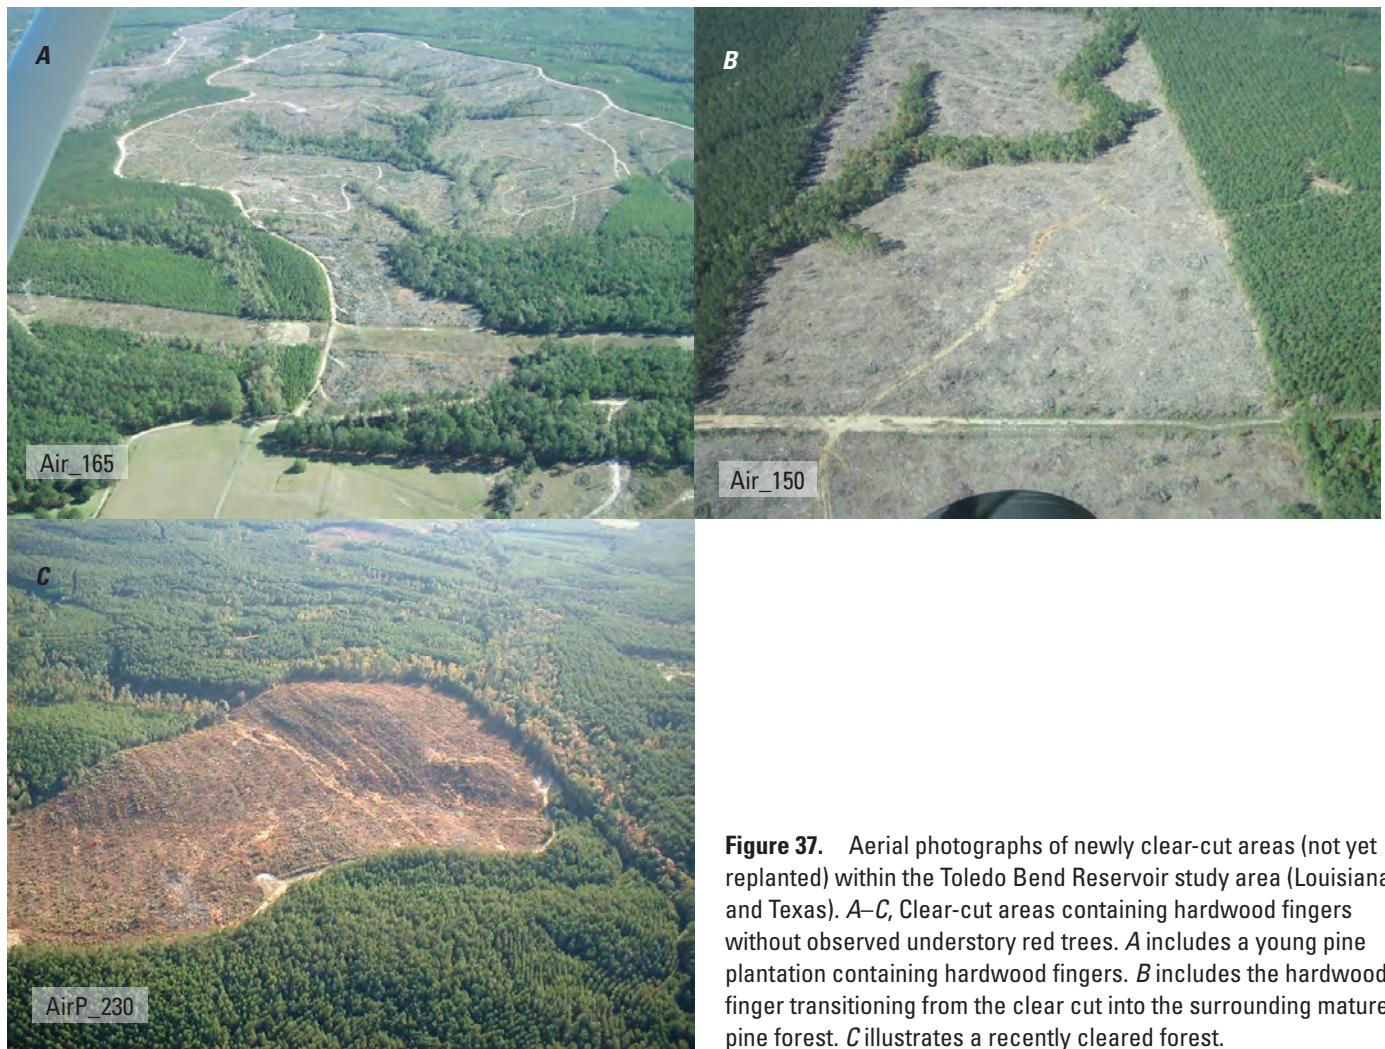 A
B
Air_165
Air_150
C
AirP_230
Figure 37. Aerial photographs of newly clear-cut areas (not yet
replanted) within the Toledo Bend Reservoir study area (Louisiana
and Texas). A–C, Clear-cut areas containing hardwood fingers
without observed understory red trees. A includes a young pine
plantation containing hardwood fingers. B includes the hardwood
finger transitioning from the clear cut into the surrounding mature
pine forest. C illustrates a recently cleared forest.